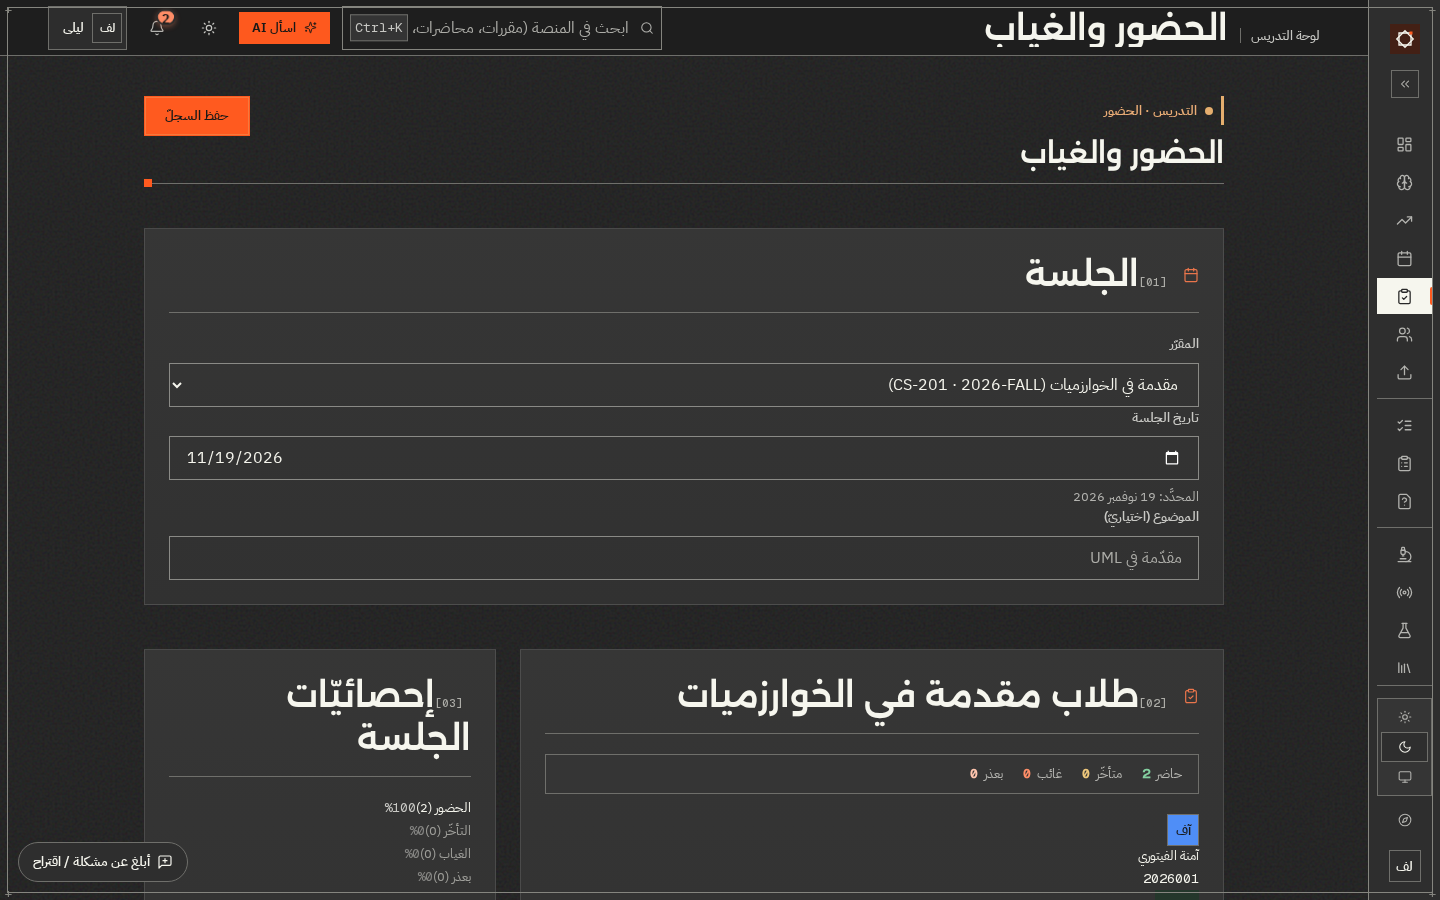 لوحة التدريس
الحضور والغياب
ابحث في المنصة (مقررات، محاضرات،
Ctrl+K
اسأل AI
2
لف
ليلى
التدريس · الحضور
الحضور والغياب
حفظ السجلّ
[01]
الجلسة
المقرّر
مقدمة في الخوارزميات (CS-201 · 2026-FALL)
تاريخ الجلسة
11/19/2026
المحدَّد: 19 نوفمبر 2026
الموضوع (اختياريّ)
مقدّمة في UML
[02]
طلاب مقدمة في الخوارزميات
حاضر 2 متأخّر 0 غائب 0 بعذر 0
آف
آمنة الفيتوري
2026001
[03]
إحصائيّات
الجلسة
الحضور (2)100%
التأخّر (0)0%
الغياب (0)0%
بعذر (0)0%
أبلغ عن مشكلة / اقتراح
لف